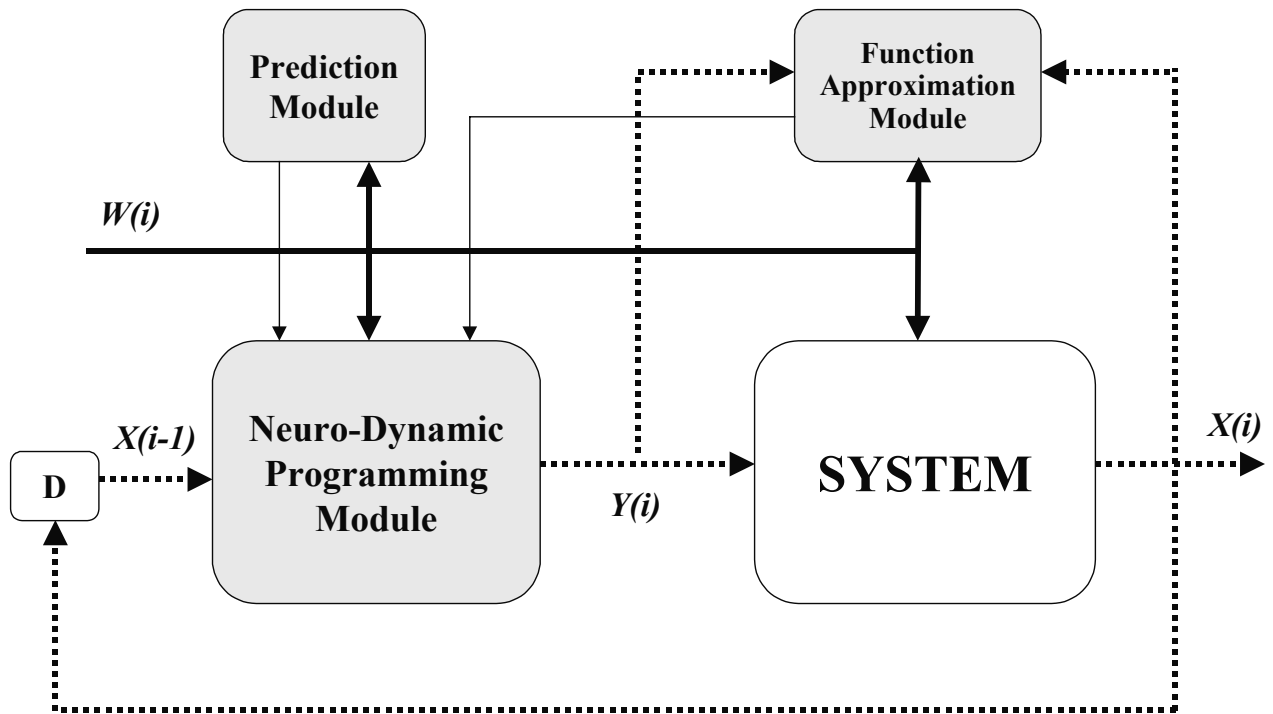 Prediction
Module
Function
Approximation
Module
W(i)
X(i-1)
D
Neuro-Dynamic
Programming
Module
Y(i)
SYSTEM
X(i)